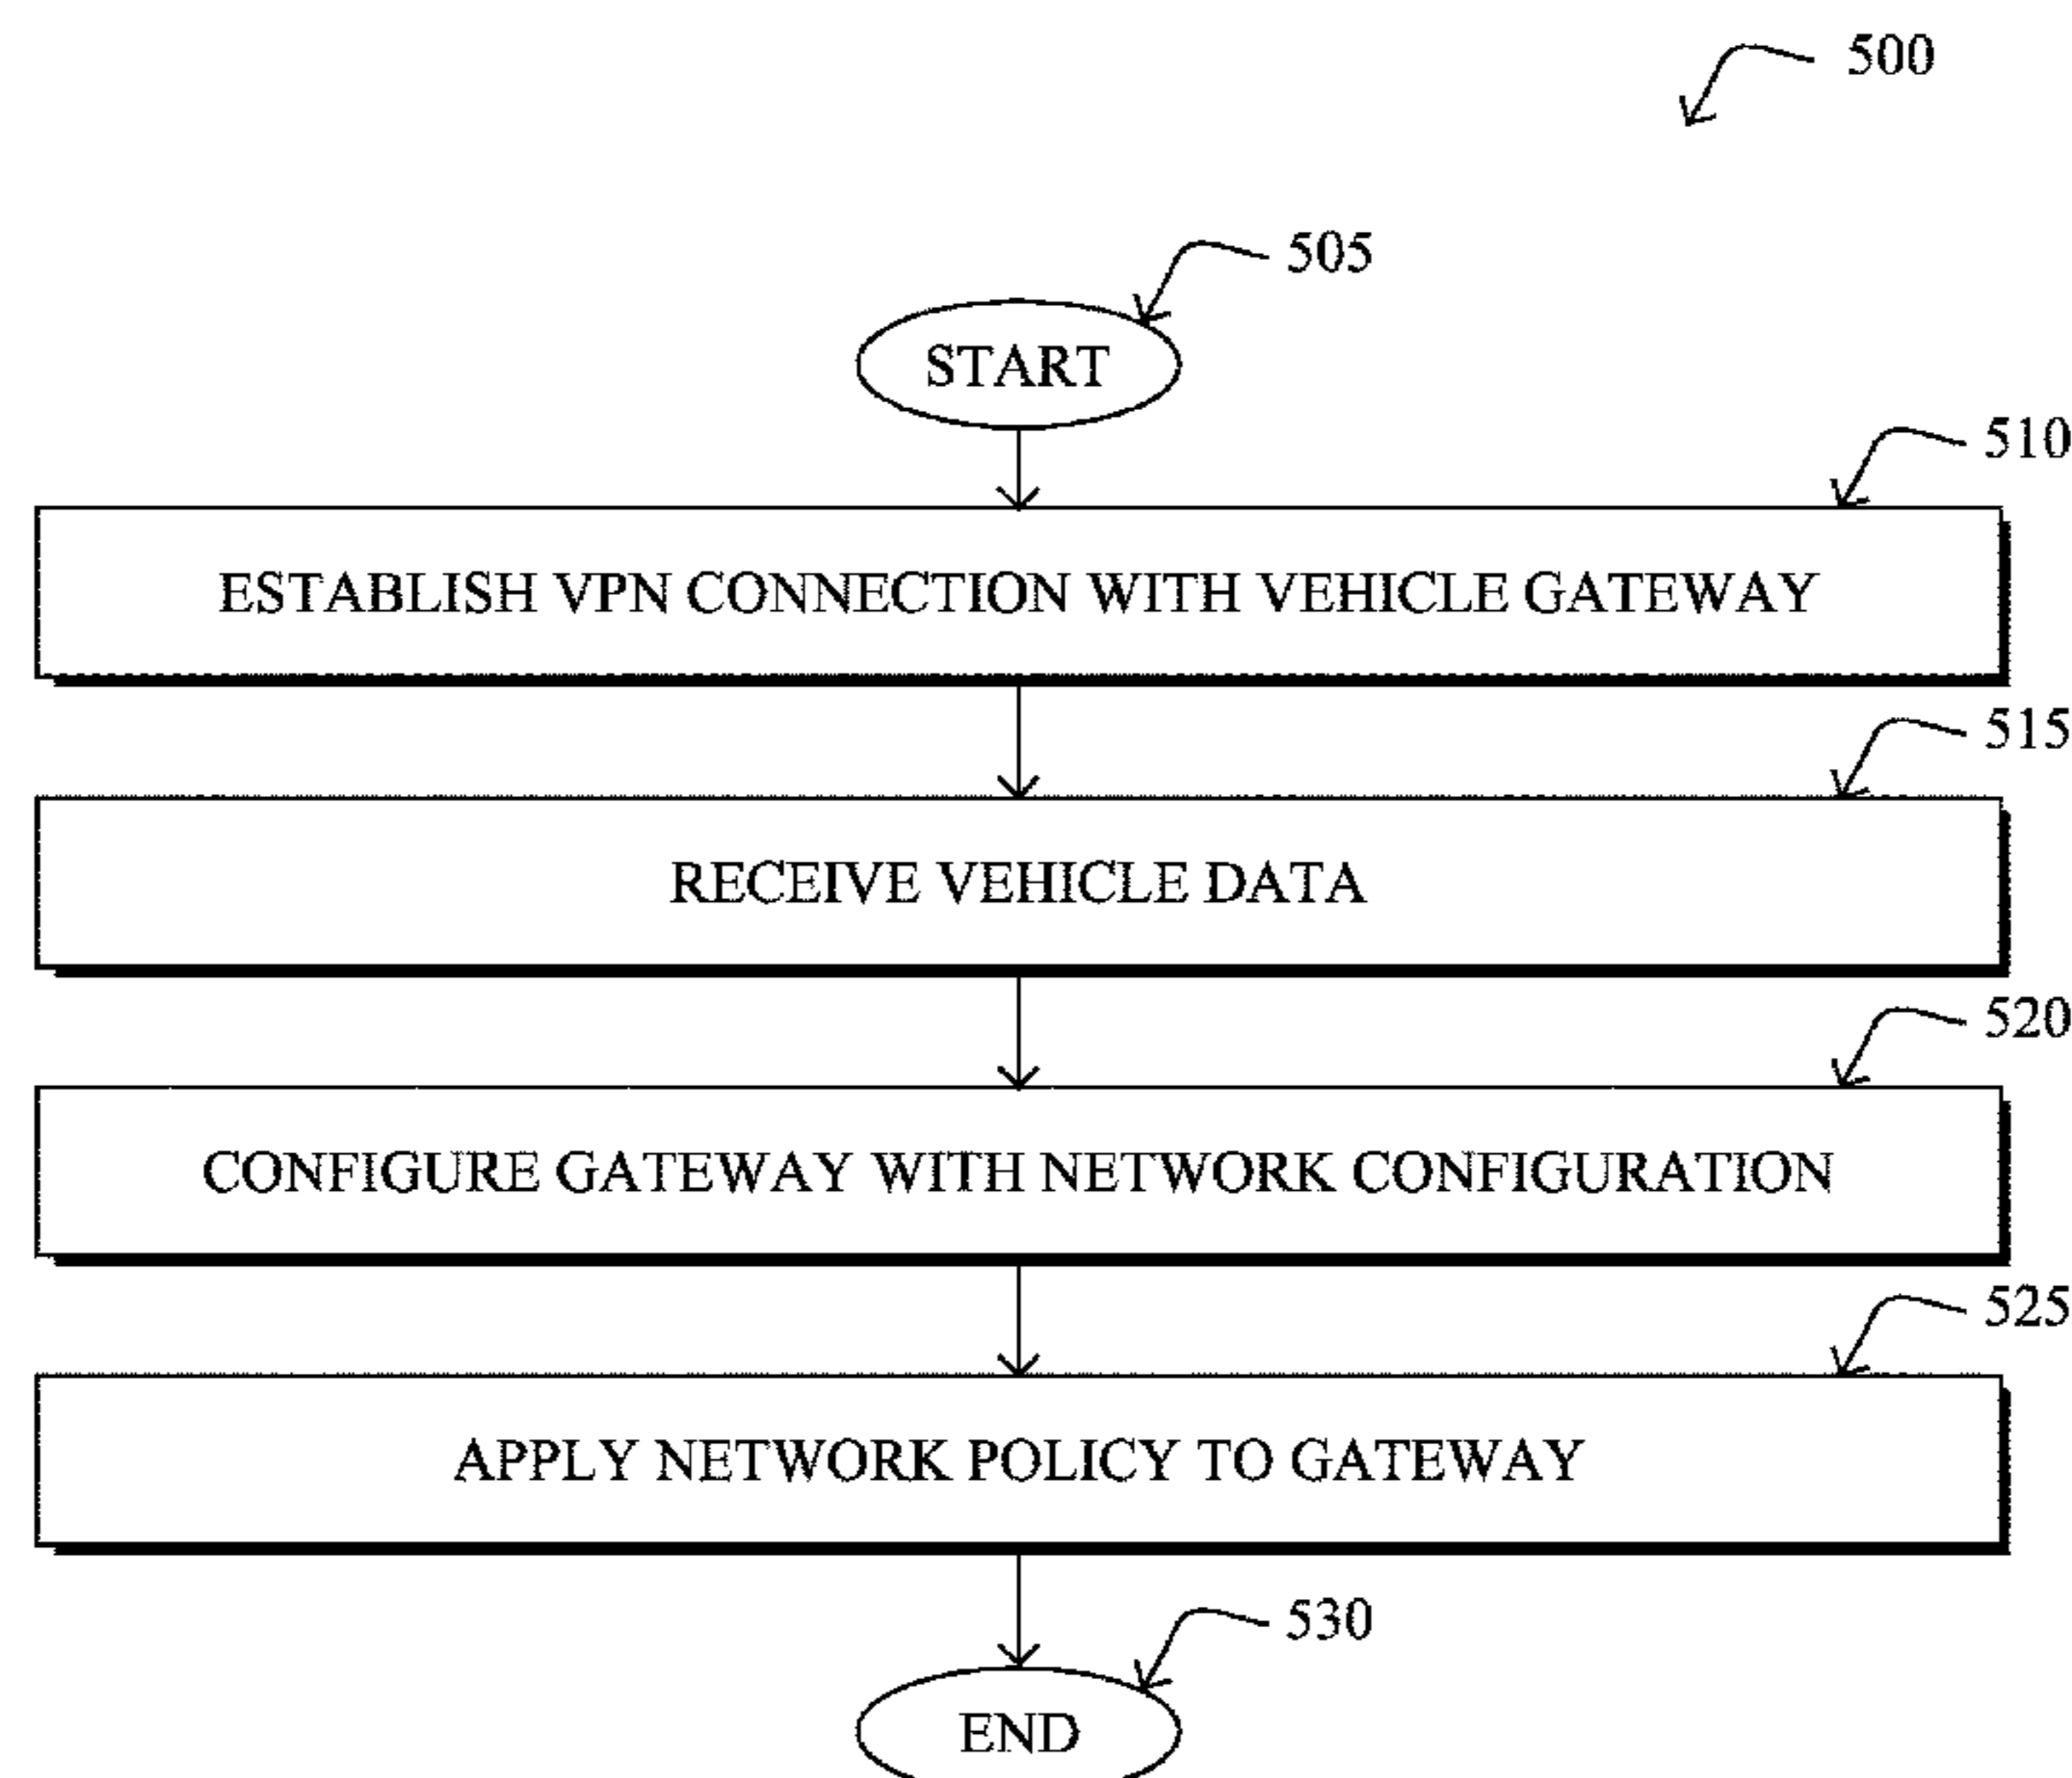 500
505
START
510
ESTABLISH VPN CONNECTION WITH VEHICLE GATEWAY
515
RECEIVE VEHICLE DATA
520
CONFIGURE GATEWAY WITH NETWORK CONFIGURATION
525
APPLY NETWORK POLICY TO GATEWAY
530
END